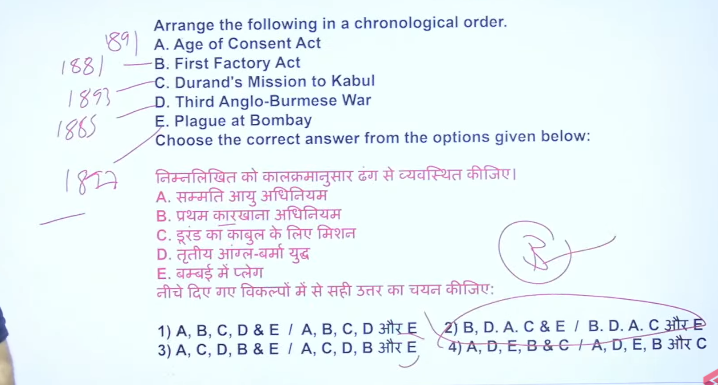 Arrange the following in a chronological order.
1891 A. Age of Consent Act
1881 B. First Factory Act
1893 C. Durand's Mission to Kabul
1885 D. Third Anglo-Burmese War
E. Plague at Bombay
Choose the correct answer from the options given below:
निम्नलिखित को कालक्रमानुसार ढंग से व्यवस्थित कीजिए।
A. सम्मति आयु अधिनियम
B. प्रथम कारखाना अधिनियम
C. डूरंड का काबुल के लिए मिशन
D. तृतीय आंग्ल-बर्मा युद्ध
E. बम्बई में प्लेग
नीचे दिए गए विकल्पों में से सही उत्तर का चयन कीजिए:
B
1) A, B, C, D & E / A, B, C, D और E 2) B, D. A. C & E / B. D. A. C और E
3) A, C, D, B & E / A, C, D, B और E 4) A, D, E, B & C / A, D, E, B और C